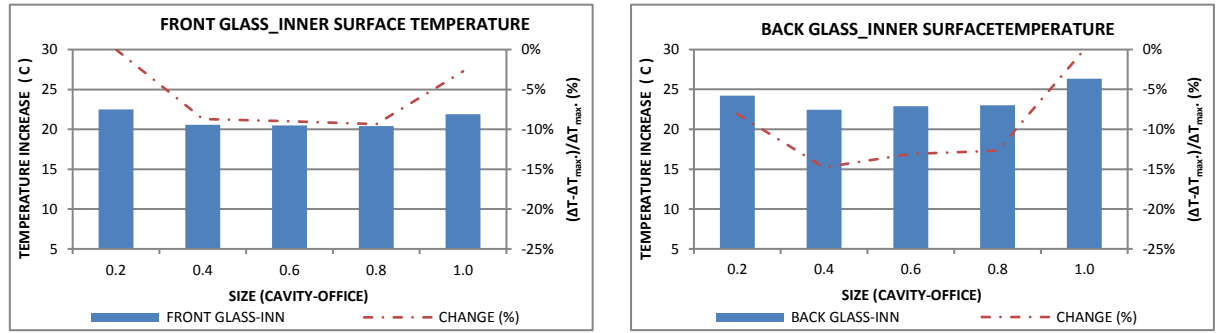 FRONT GLASS_INNER SURFACE TEMPERATURE
TEMPERATURE INCREASE ( C )
30
25
20
15
10
5
0%
-5%
-10%
-15%
-20%
-25%
(ΔT-ΔTmax*)/ΔTmax* (%)
0.2 0.4 0.6 0.8 1.0
SIZE (CAVITY-OFFICE)
FRONT GLASS-INN CHANGE (%)
BACK GLASS_INNER SURFACETEMPERATURE
TEMPERATURE INCREASE ( C )
30
25
20
15
10
5
0%
-5%
-10%
-15%
-20%
-25%
(ΔT-ΔTmax*)/ΔTmax* (%)
0.2 0.4 0.6 0.8 1.0
SIZE (CAVITY-OFFICE)
BACK GLASS-INN CHANGE (%)